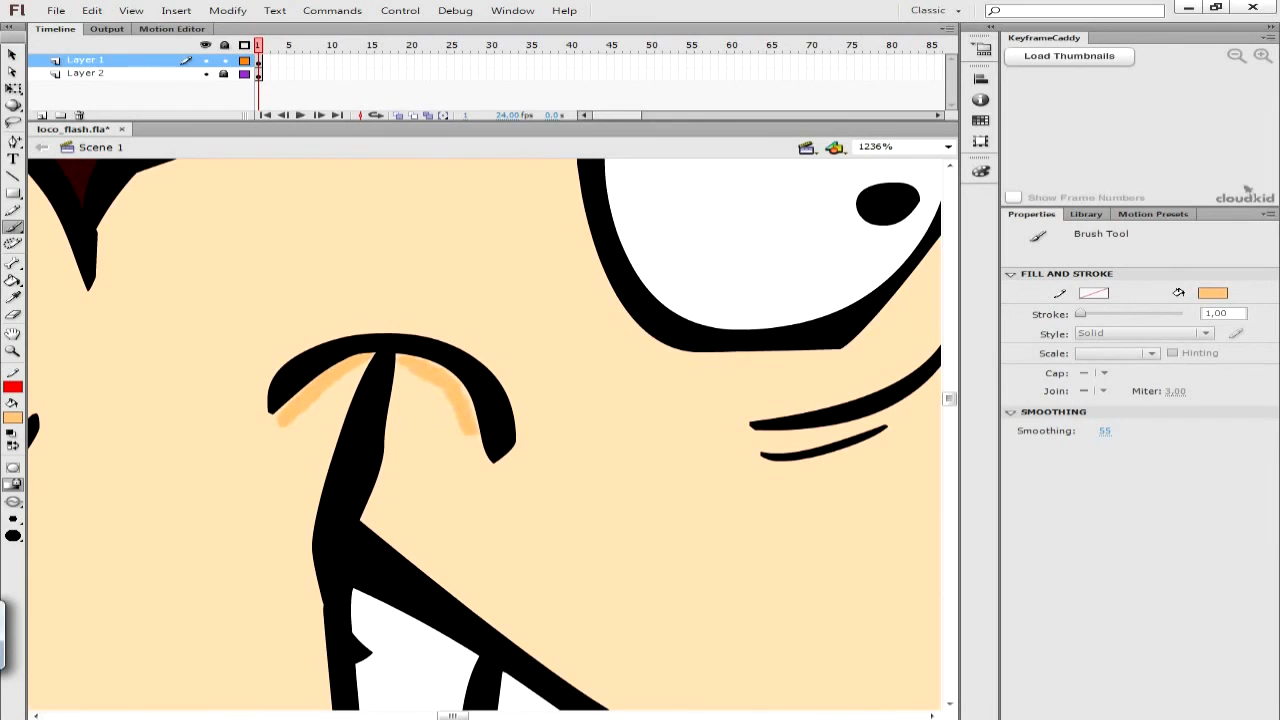 Fl File Edit View Insert Modify Text Commands Control Debug Window Help Classic
Timeline Output Motion Editor
1 5 10 15 20 25 30 35 40 45 50 55 60 65 70 75 80 85
Layer 1
Layer 2
1 24,00 fps 0,0 s
loco_flash.fla* ×
Scene 1 1236%
KeyframeCaddy
Load Thumbnails
Show Frame Numbers cloudkid
Properties Library Motion Presets
Brush Tool
FILL AND STROKE
Stroke: 1,00
Style: Solid
Scale: Hinting
Cap:
Join: Miter: 3,00
SMOOTHING
Smoothing: 55
T